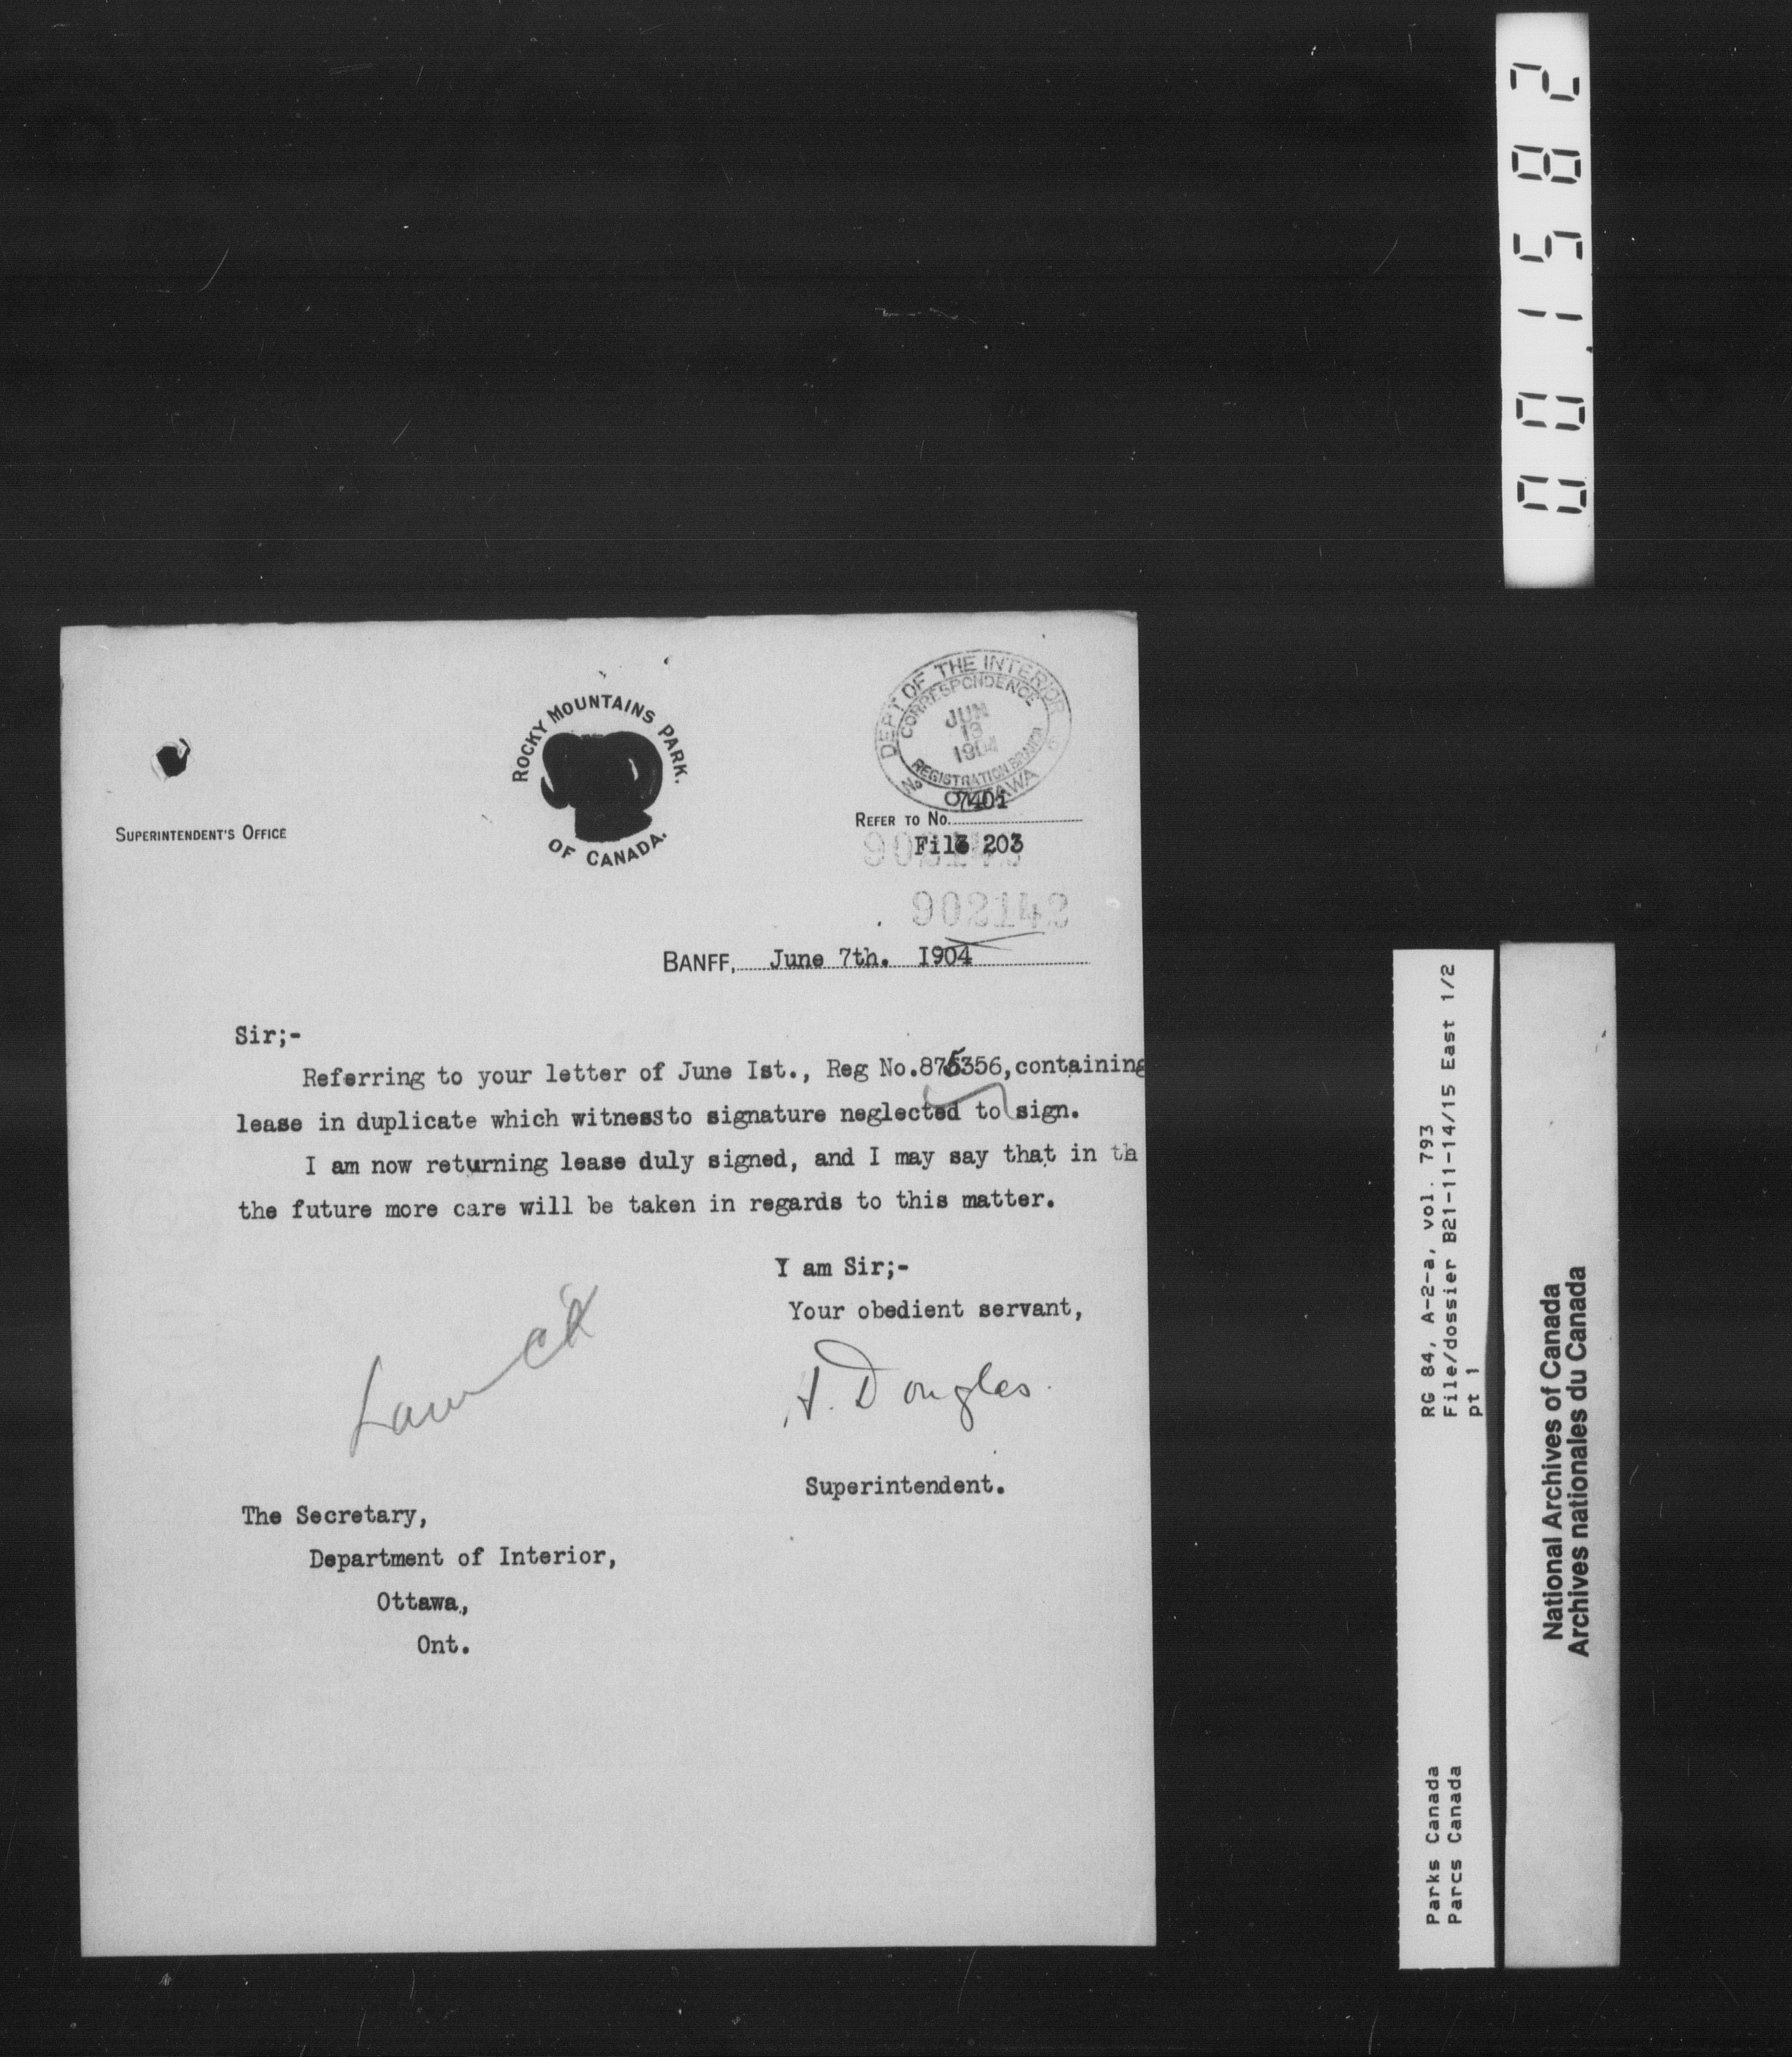 001582
ROCKY MOUNTAINS PARK.
OF CANADA.
SUPERINTENDENT'S OFFICE
DEPT OF THE INTERIOR
CORRESPONDENCE
JUN
13
1904
REGISTRATION BRANCH
No
OTTAWA
REFER TO No. 7401
File 203
902143
BANFF, June 7th. I904
Sir;-
Referring to your letter of June Ist., Reg No.875356,containing
lease in duplicate which witness to signature neglected to sign.
I am now returning lease duly signed, and I may say that in th
the future more care will be taken in regards to this matter.
I am Sir;-
Your obedient servant,
H. Douglas.
Superintendent.
The Secretary,
Department of Interior,
Ottawa,
Ont.
RG 84, A-2-a, vol. 793
File/dossier B21-11-14/15 East 1/2
pt 1
Parks Canada
Parcs Canada
National Archives of Canada
Archives nationales du Canada